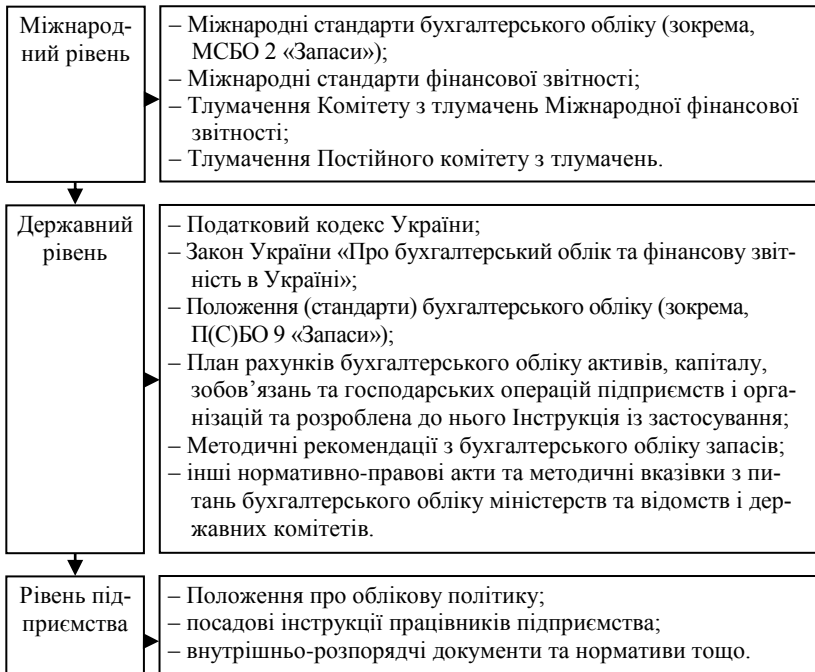 Міжнарод-
ний рівень
– Міжнародні стандарти бухгалтерського обліку (зокрема,
МСБО 2 «Запаси»);
– Міжнародні стандарти фінансової звітності;
– Тлумачення Комітету з тлумачень Міжнародної фінансової
звітності;
– Тлумачення Постійного комітету з тлумачень.
Державний
рівень
– Податковий кодекс України;
– Закон України «Про бухгалтерський облік та фінансову звіт-
ність в Україні»;
– Положення (стандарти) бухгалтерського обліку (зокрема,
П(С)БО 9 «Запаси»);
– План рахунків бухгалтерського обліку активів, капіталу,
зобов’язань та господарських операцій підприємств і орга-
нізацій та розроблена до нього Інструкція із застосування;
– Методичні рекомендації з бухгалтерського обліку запасів;
– інші нормативно-правові акти та методичні вказівки з пи-
тань бухгалтерського обліку міністерств та відомств і дер-
жавних комітетів.
Рівень під-
приємства
– Положення про облікову політику;
– посадові інструкції працівників підприємства;
– внутрішньо-розпорядчі документи та нормативи тощо.